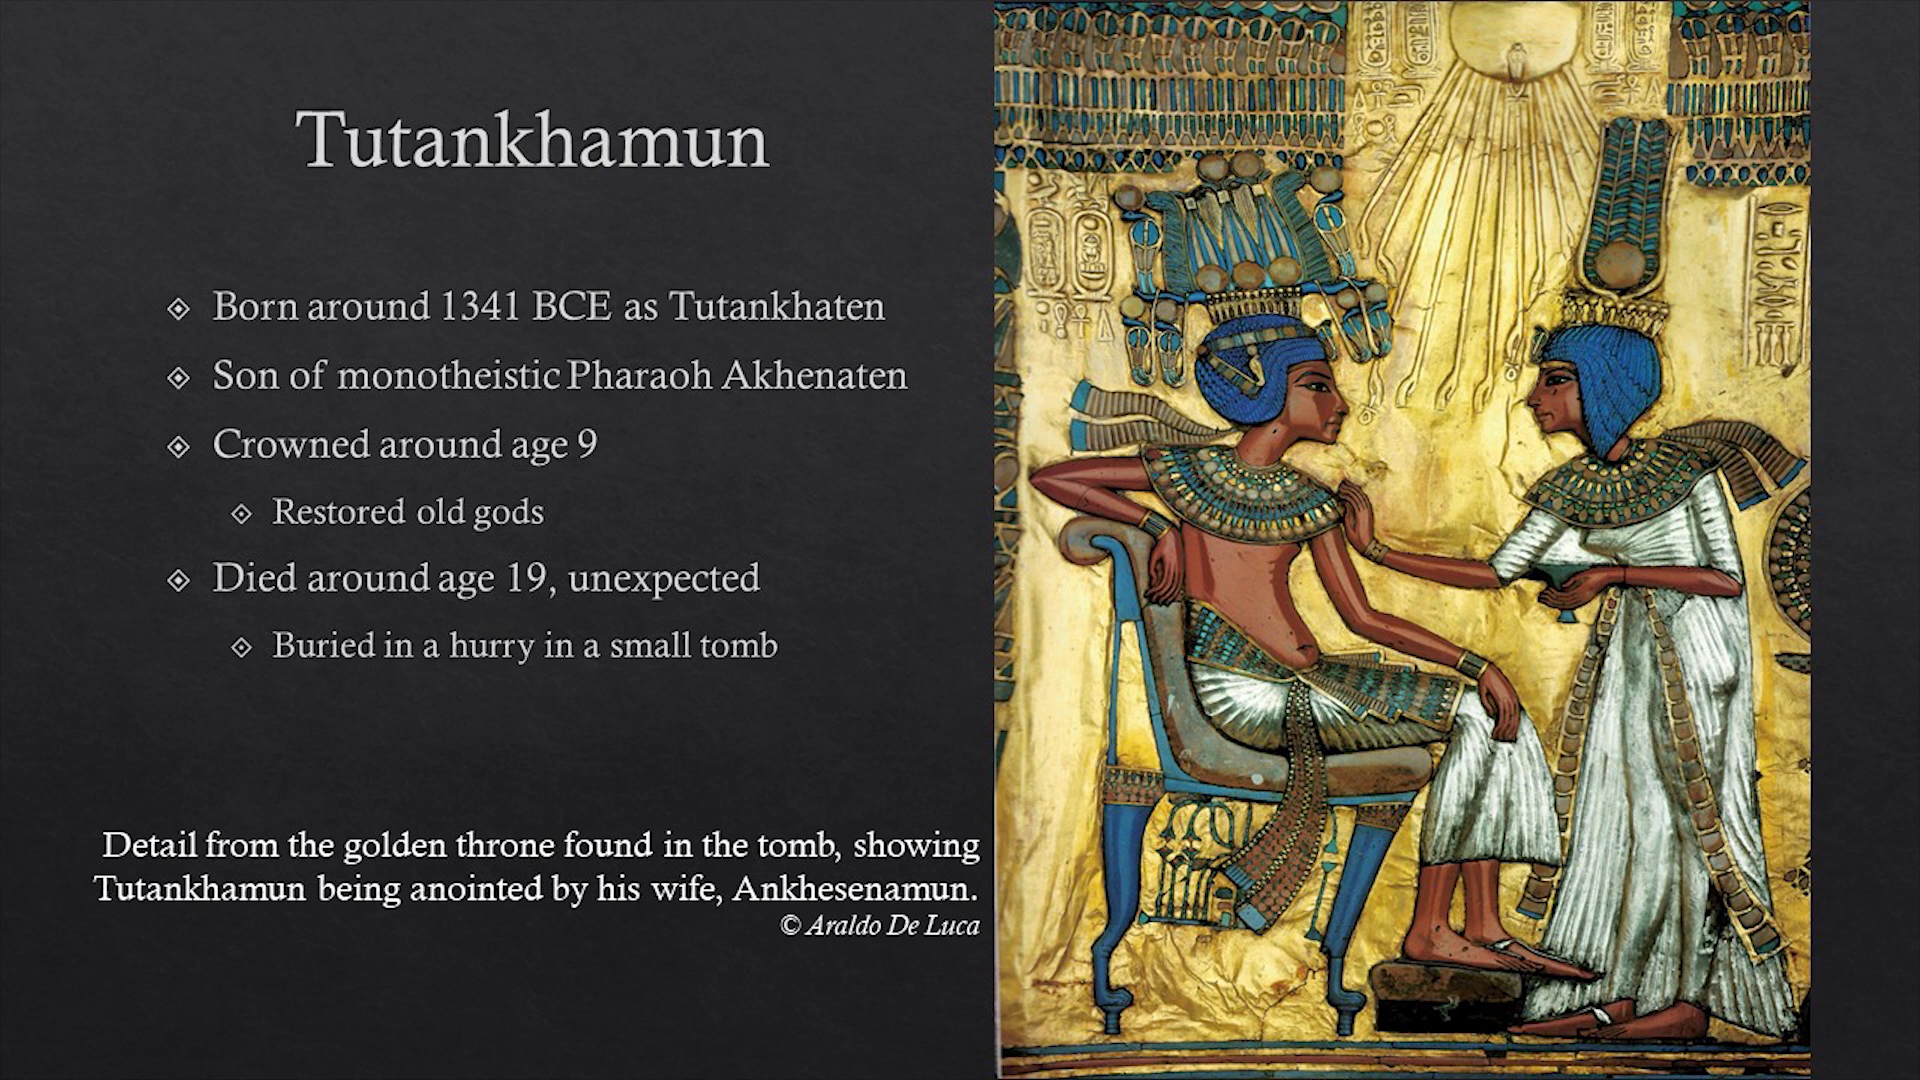 Tutankhamun
Born around 1341 BCE as Tutankhaten
Son of monotheistic Pharaoh Akhenaten
Crowned around age 9
Restored old gods
Died around age 19, unexpected
Buried in a hurry in a small tomb
Detail from the golden throne found in the tomb, showing
Tutankhamun being anointed by his wife, Ankhesenamun.
© Araldo De Luca